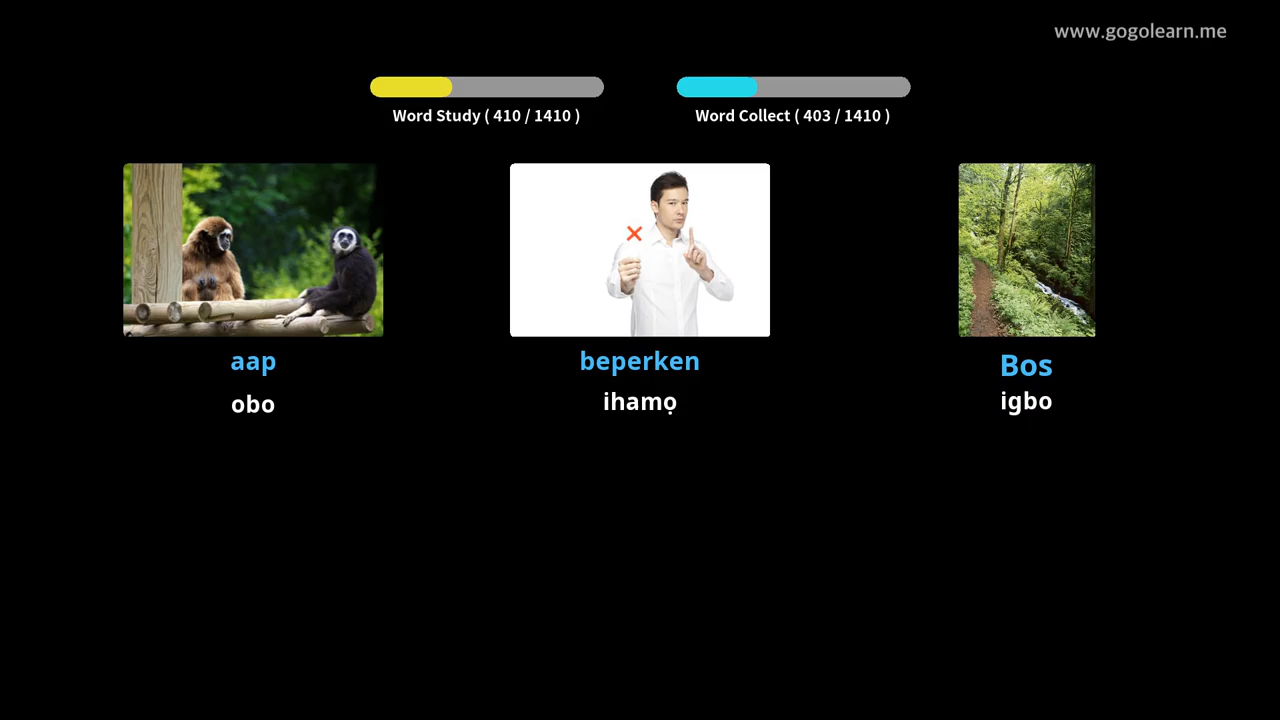 www.gogolearn.me
Word Study ( 410 / 1410 )
Word Collect ( 403 / 1410 )
aap
beperken
Bos
obo
ihamọ
igbo